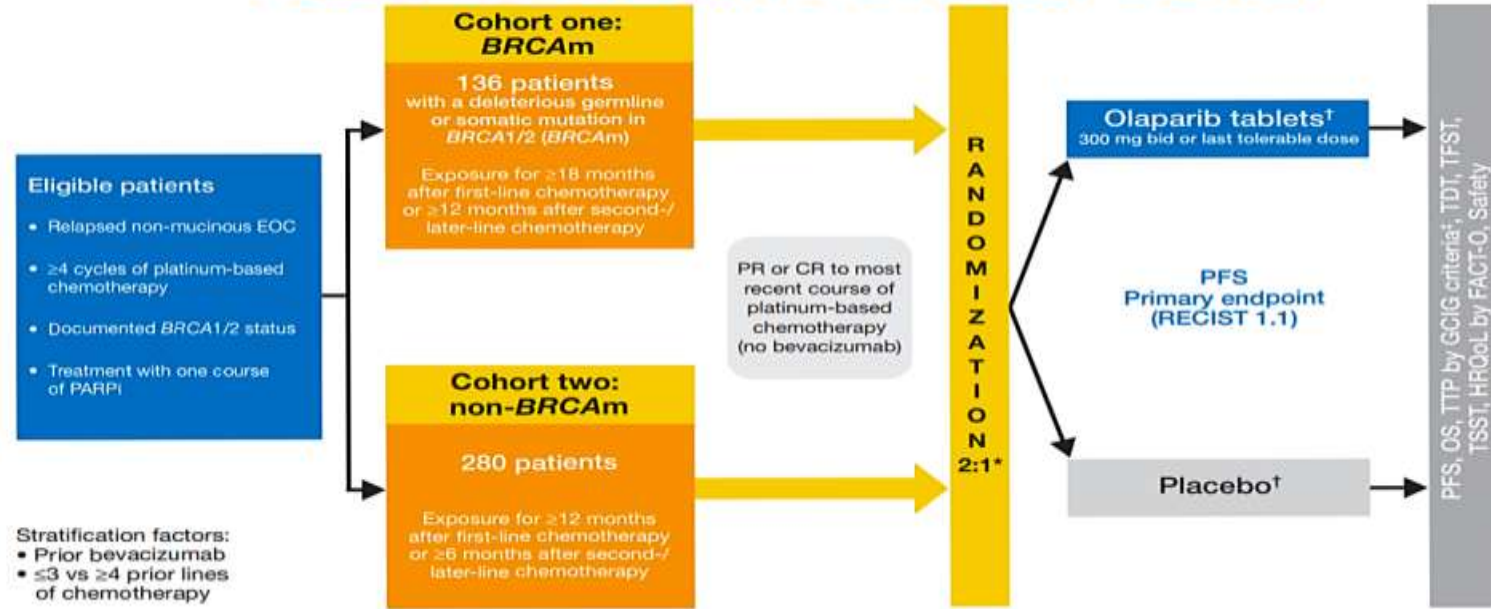 Eligible patients
• Relapsed non-mucinous EOC
• ≥4 cycles of platinum-based
chemotherapy
• Documented BRCA1/2 status
• Treatment with one course
of PARPi
Stratification factors:
• Prior bevacizumab
• ≤3 vs ≥4 prior lines
of chemotherapy
Cohort one:
BRCAm
136 patients
with a deleterious germline
or somatic mutation in
BRCA1/2 (BRCAm)
Exposure for ≥18 months
after first-line chemotherapy
or ≥12 months after second-/
later-line chemotherapy
Cohort two:
non-BRCAm
280 patients
Exposure for ≥12 months
after first-line chemotherapy
or ≥6 months after second-/
later-line chemotherapy
PR or CR to most
recent course of
platinum-based
chemotherapy
(no bevacizumab)
RANDOMIZATION
2:1*
Olaparib tablets†
300 mg bid or last tolerable dose
PFS
Primary endpoint
(RECIST 1.1)
Placebo†
PFS, OS, TTP by GCIG criteria‡, TDT, TFST,
TSST, HRQoL by FACT-O, Safety